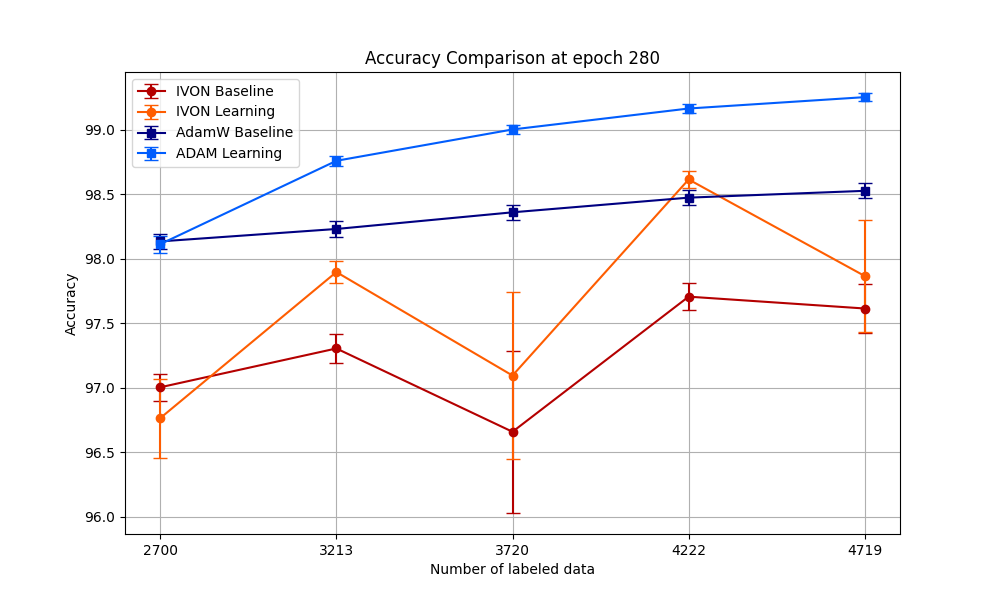 Accuracy Comparison at epoch 280
IVON Baseline
IVON Learning
AdamW Baseline
ADAM Learning
Accuracy
99.0
98.5
98.0
97.5
97.0
96.5
96.0
2700
3213
3720
4222
4719
Number of labeled data